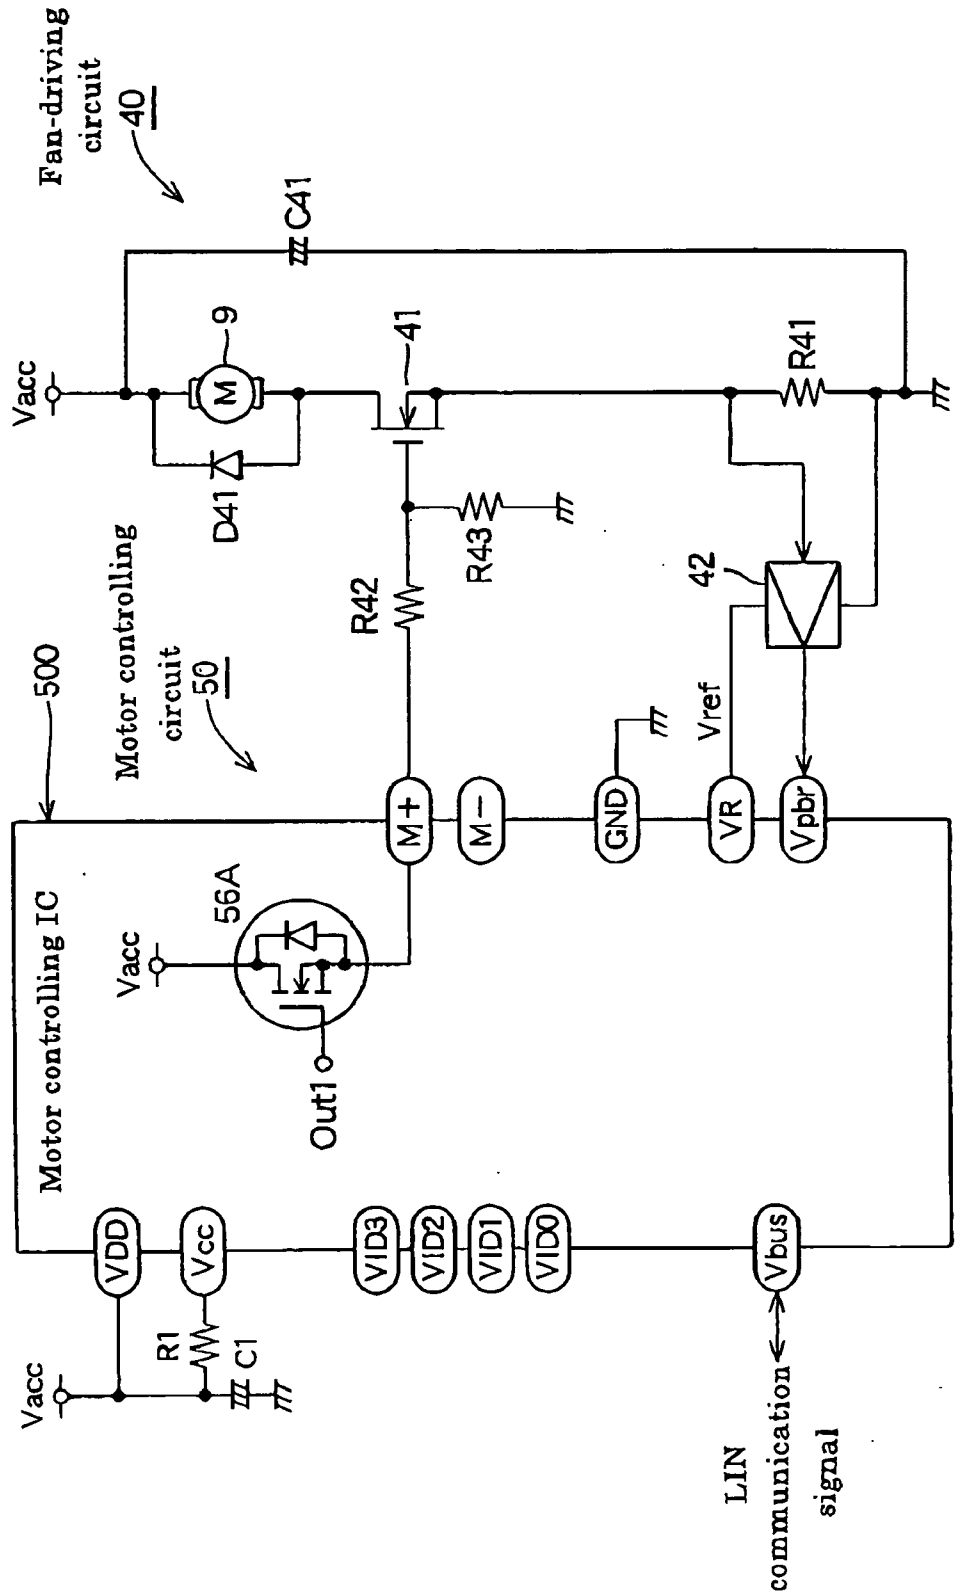 Fan-driving
circuit
40
Motor controlling
circuit
50
500
Motor controlling IC
Vacc
9
M
D41
C41
41
R42
R43
R41
42
Vref
Vacc
56A
Out1
M+
M−
GND
VR
Vpbr
Vacc
VDD
Vcc
R1
C1
VID3
VID2
VID1
VID0
Vbus
LIN
communication
signal